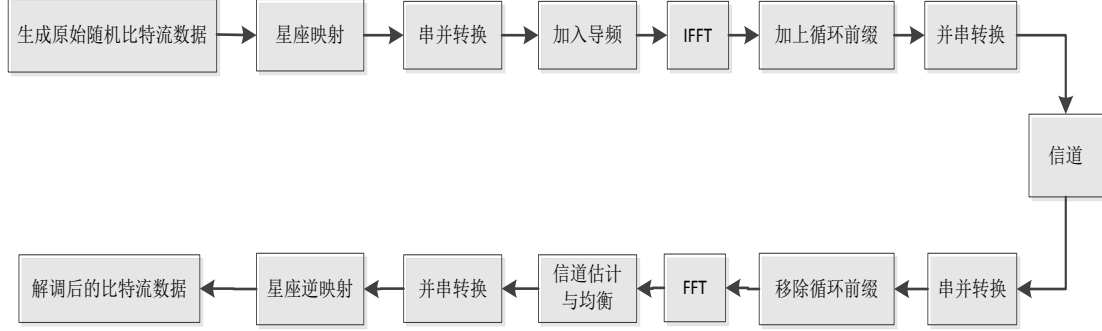 生成原始随机比特流数据
星座映射
串并转换
加入导频
IFFT
加上循环前缀
并串转换
信道
串并转换
移除循环前缀
FFT
信道估计
与均衡
并串转换
星座逆映射
解调后的比特流数据